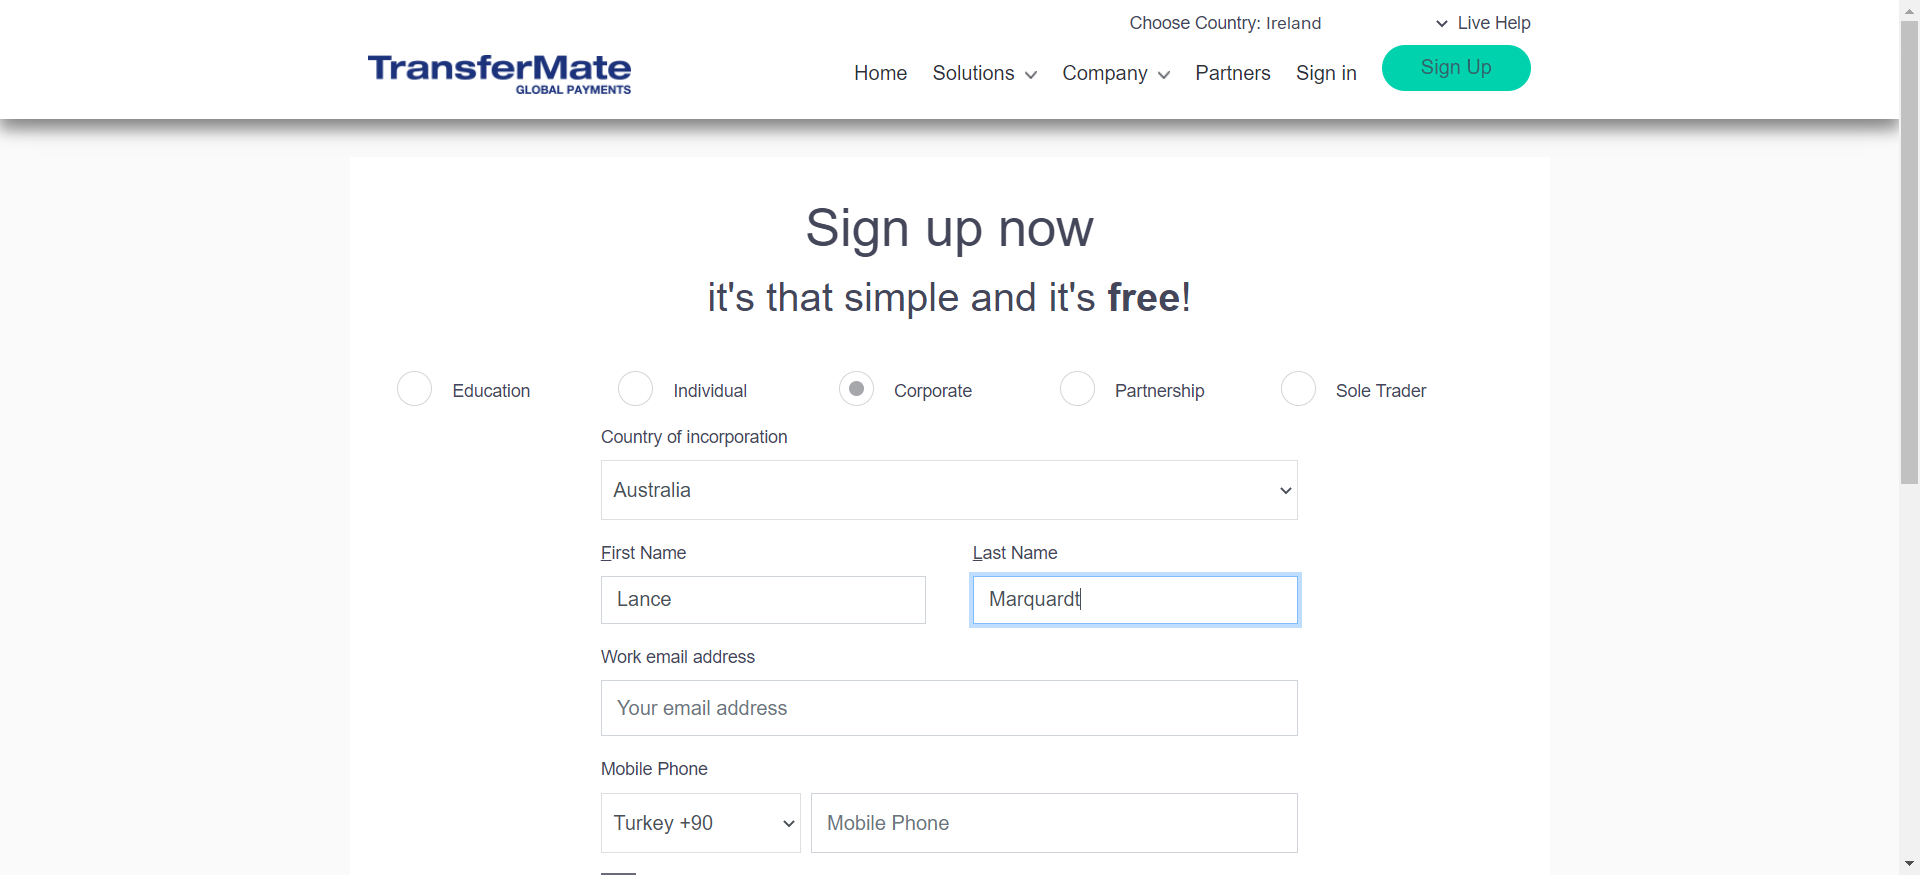 Choose Country: Ireland
Live Help
TransferMate
GLOBAL PAYMENTS
Home Solutions Company Partners Sign in Sign Up
Sign up now
it's that simple and it's free!
Education Individual Corporate Partnership Sole Trader
Country of incorporation
Australia
First Name Last Name
Lance Marquardt
Work email address
Your email address
Mobile Phone
Turkey +90 Mobile Phone